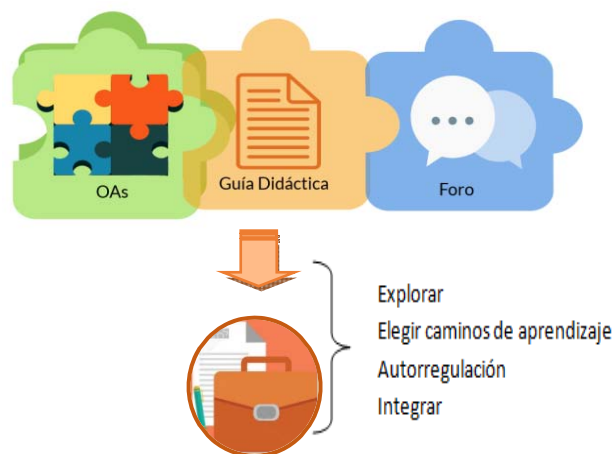 OAs
Guía Didáctica
Foro
Explorar
Elegir caminos de aprendizaje
Autorregulación
Integrar